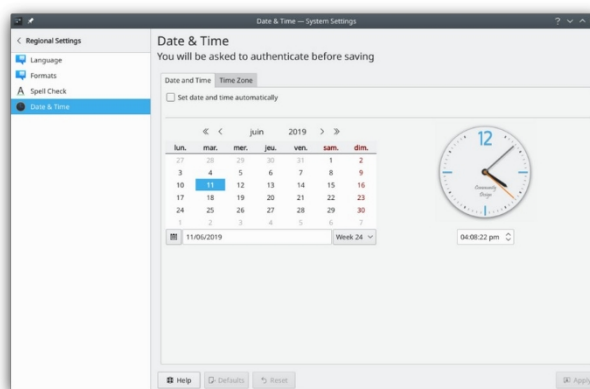 Date & Time — System Settings
Regional Settings
Language
Formats
Spell Check
Date & Time
Date & Time
You will be asked to authenticate before saving
Date and Time Time Zone
Set date and time automatically
juin 2019
lun. mar. mer. jeu. ven. sam. dim.
27 28 29 30 31 1 2
3 4 5 6 7 8 9
10 11 12 13 14 15 16
17 18 19 20 21 22 23
24 25 26 27 28 29 30
1 2 3 4 5 6 7
11/06/2019 Week 24
12
Community
Design
04:08:22 pm
Help Defaults Reset Apply